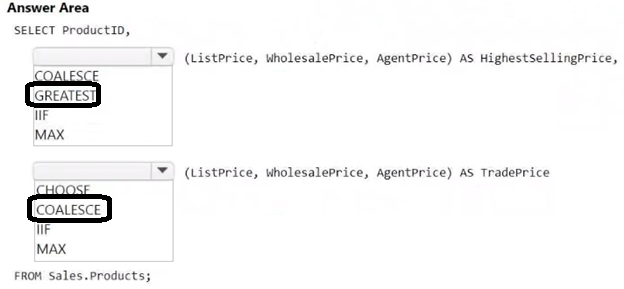 Answer Area
SELECT ProductID,
(ListPrice, WholesalePrice, AgentPrice) AS HighestSellingPrice,
COALESCE
GREATEST
IIF
MAX
(ListPrice, WholesalePrice, AgentPrice) AS TradePrice
CHOOSE
COALESCE
IIF
MAX
FROM Sales.Products;